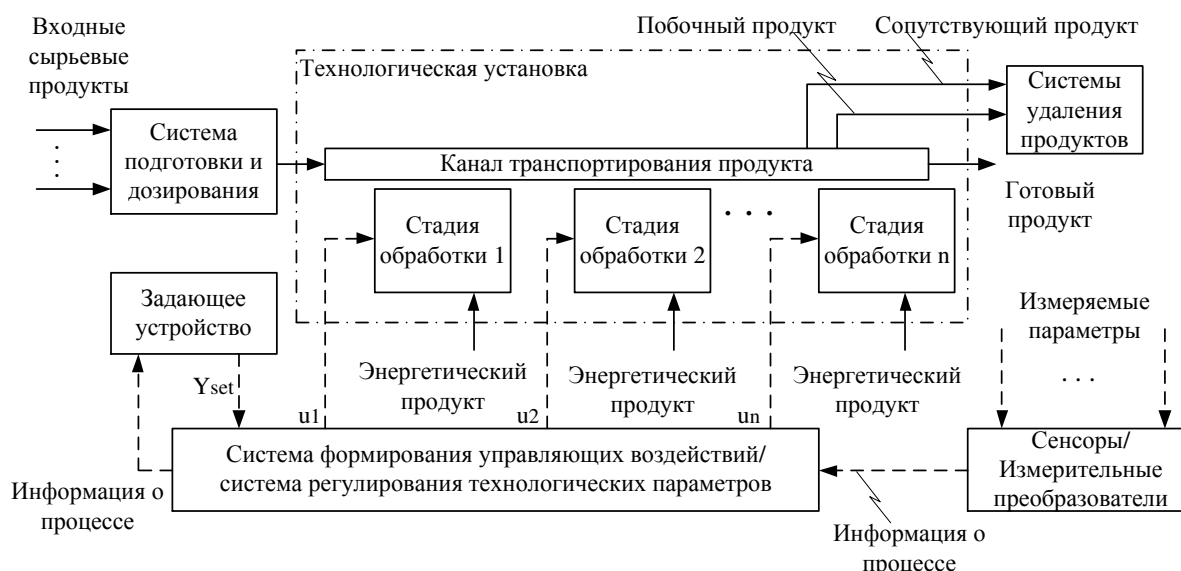 Входные
сырьевые
продукты
Побочный продукт
Сопутствующий продукт
Технологическая установка
Системы
удаления
продуктов
Система
подготовки и
дозирования
Канал транспортирования продукта
Готовый
продукт
Стадия
обработки 1
Стадия
обработки 2
. . .
Стадия
обработки n
Задающее
устройство
Измеряемые
параметры
. . .
Энергетический
продукт
Энергетический
продукт
Энергетический
продукт
Yset
u1
u2
un
Система формирования управляющих воздействий/
система регулирования технологических параметров
Сенсоры/
Измерительные
преобразователи
Информация о
процессе
Информация о
процессе